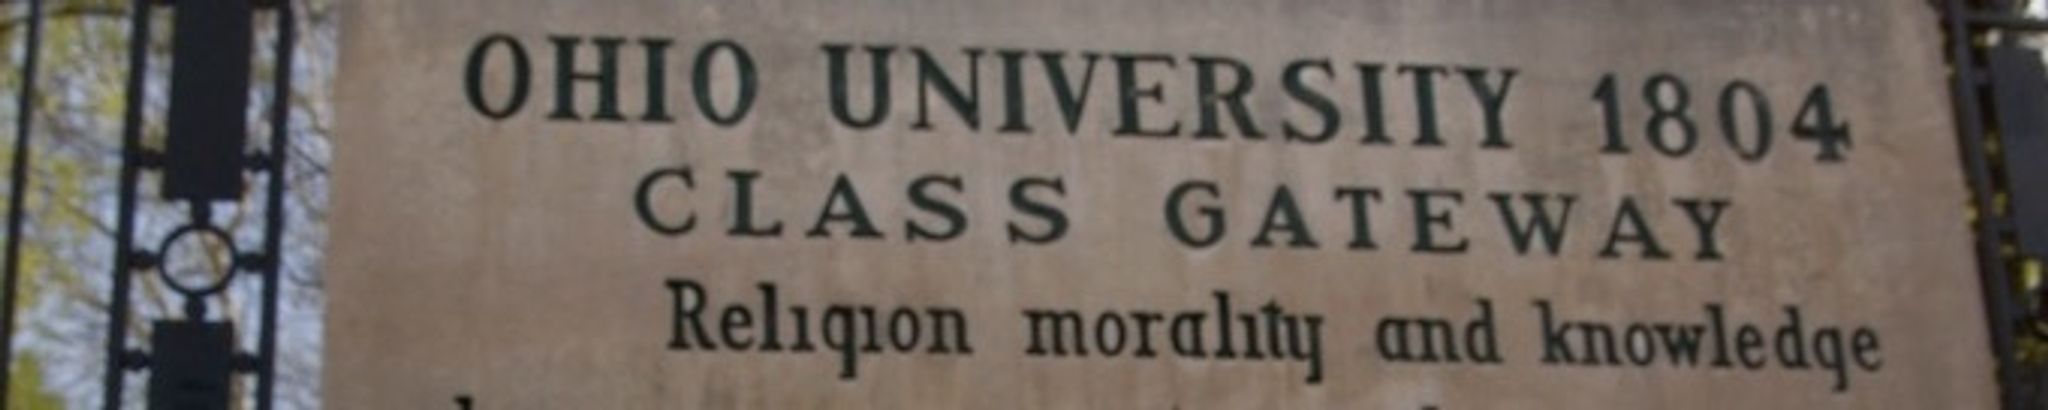 OHIO UNIVERSITY 1804
CLASS GATEWAY
Religion morality and knowledge